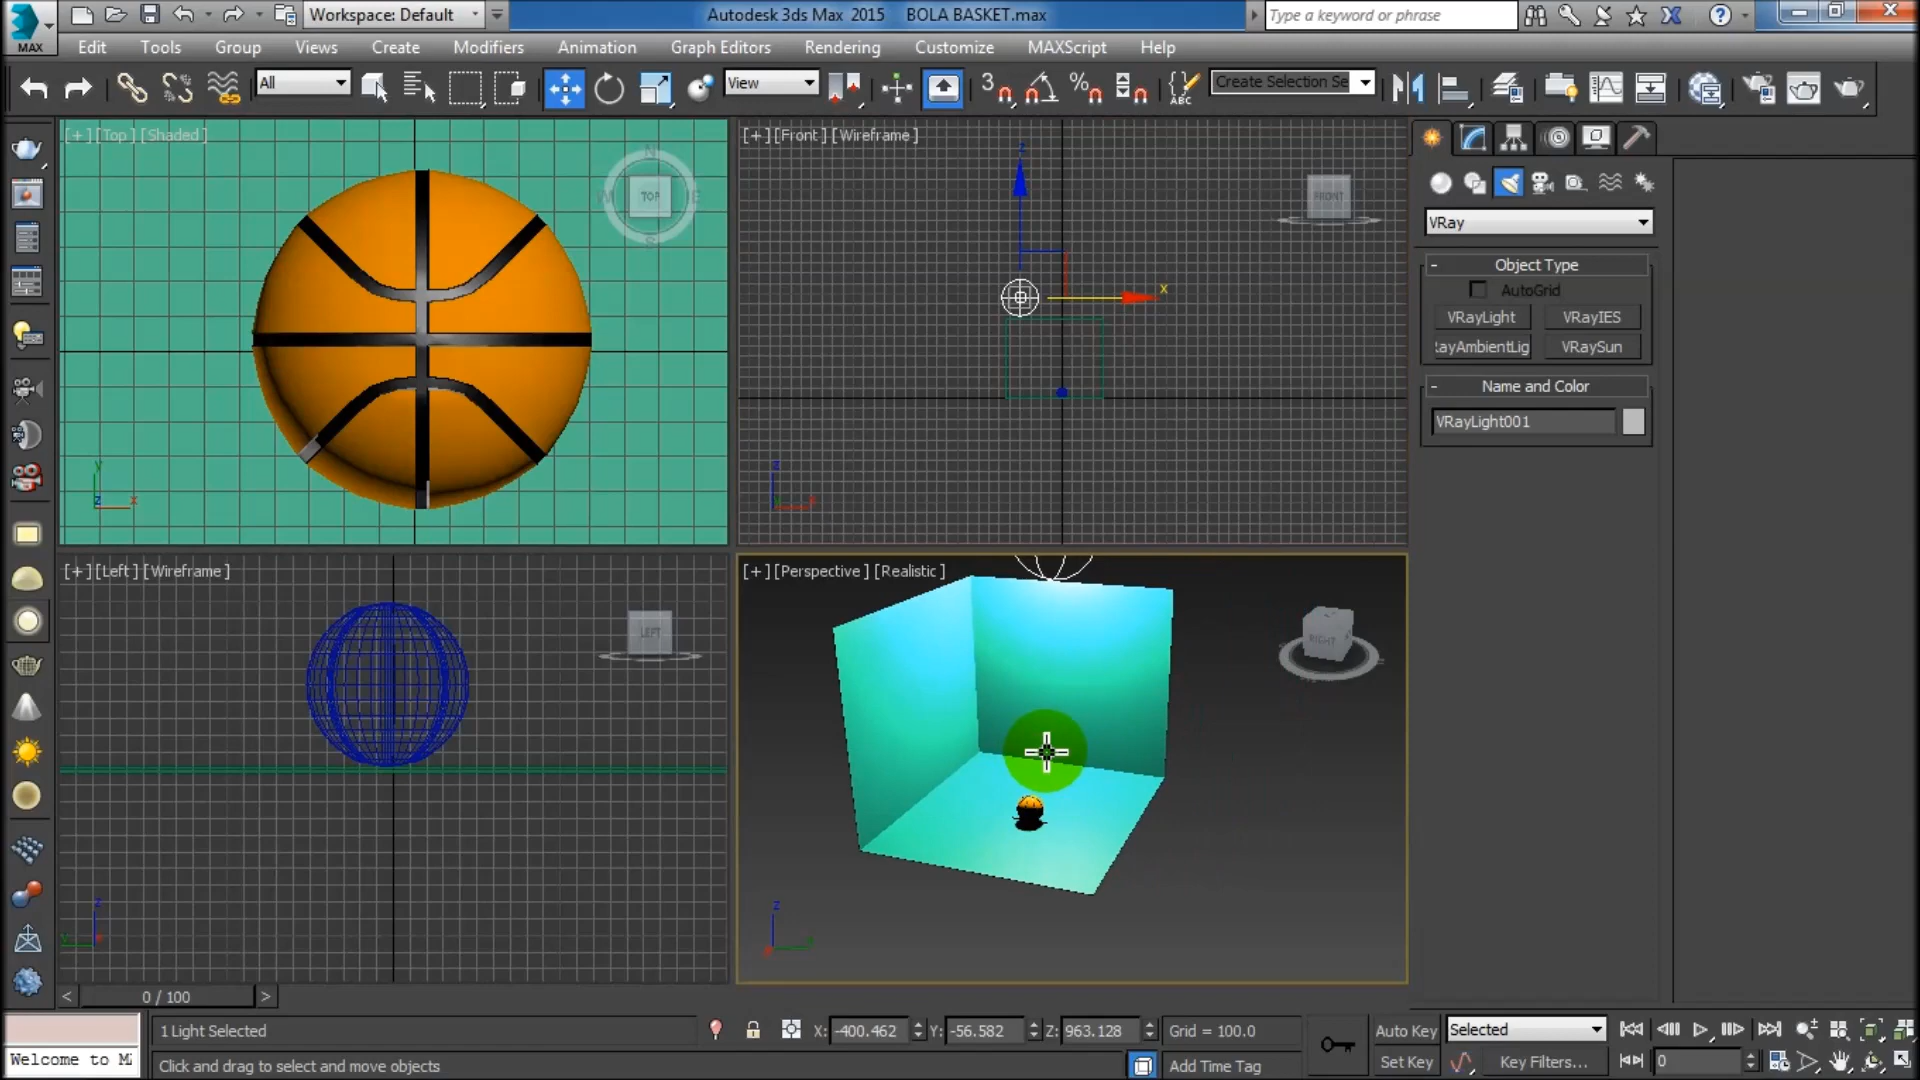 Workspace: Default
Autodesk 3ds Max 2015 BOLA BASKET.max
Type a keyword or phrase
MAX
Edit Tools Group Views Create Modifiers Animation Graph Editors Rendering Customize MAXScript Help
All
View
3
ABC
Create Selection Se
[+][Top][Shaded]
TOP
[+][Front][Wireframe]
FRONT
z
x
[+][Left][Wireframe]
LEFT
[+][Perspective][Realistic]
RIGHT
VRay
- Object Type
AutoGrid
VRayLight VRayIES
RayAmbientLig VRaySun
- Name and Color
VRayLight001
< 0 / 100 >
1 Light Selected
X: -400.462 Y: -56.582 Z: 963.128 Grid = 100.0
Auto Key Selected
Welcome to M
Click and drag to select and move objects
Add Time Tag
Set Key Key Filters... 0